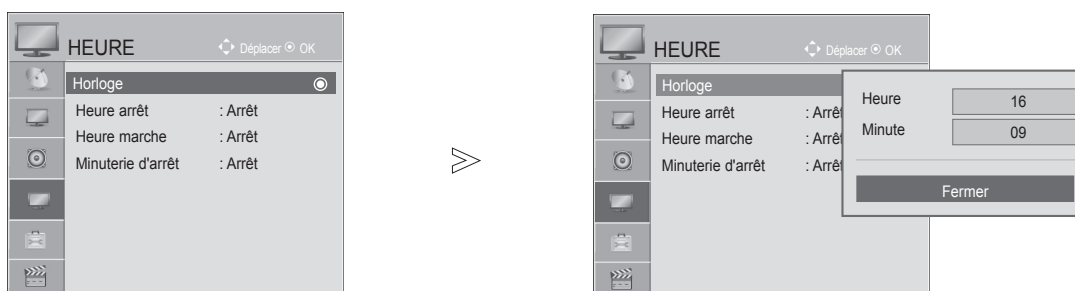 HEURE Déplacer OK
Horloge
Heure arrêt : Arrêt
Heure marche : Arrêt
Minuterie d'arrêt : Arrêt
HEURE Déplacer OK
Horloge
Heure arrêt : Arrêt
Heure marche : Arrêt
Minuterie d'arrêt : Arrêt
Heure 16
Minute 09
Fermer